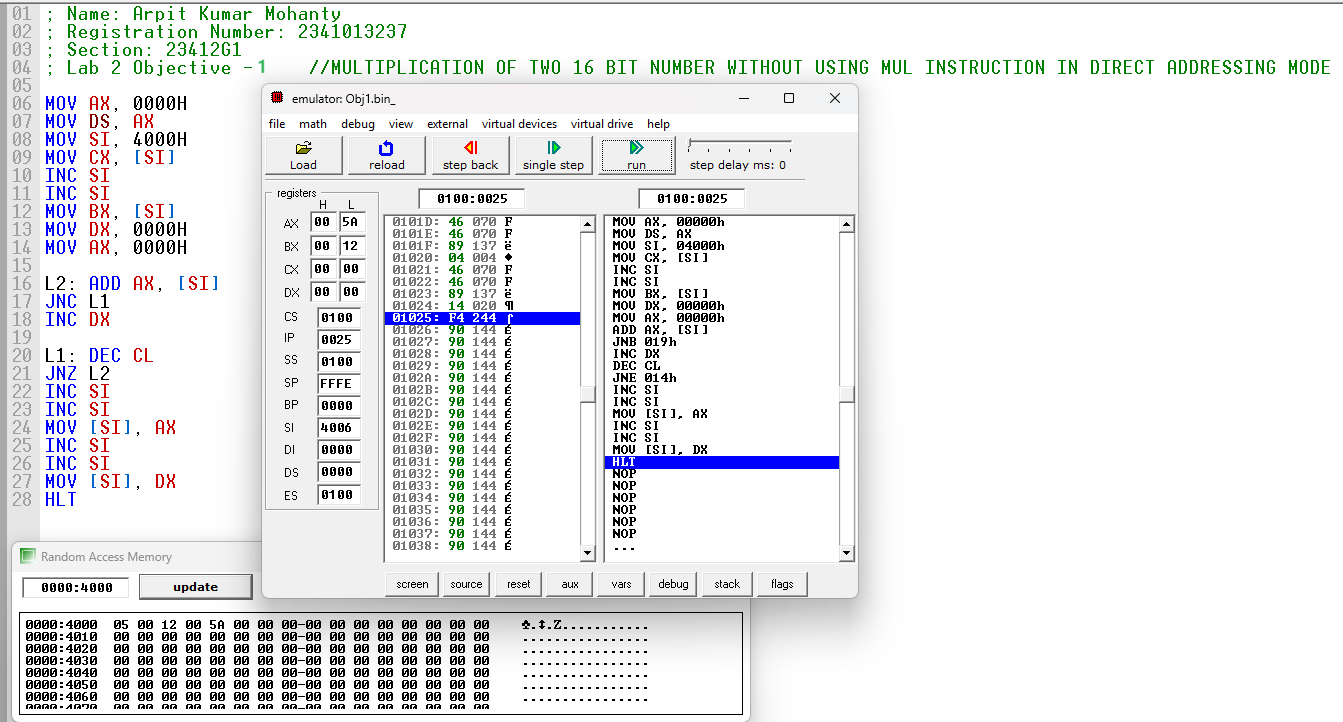 01 ; Name: Arpit Kumar Mohanty
02 ; Registration Number: 2341013237
03 ; Section: 23412G1
04 ; Lab 2 Objective -1 //MULTIPLICATION OF TWO 16 BIT NUMBER WITHOUT USING MUL INSTRUCTION IN DIRECT ADDRESSING MODE
05
06 MOV AX, 0000H
07 MOV DS, AX
08 MOV SI, 4000H
09 MOV CX, [SI]
10 INC SI
11 INC SI
12 MOV BX, [SI]
13 MOV DX, 0000H
14 MOV AX, 0000H
15
16 L2: ADD AX, [SI]
17 JNC L1
18 INC DX
19
20 L1: DEC CL
21 JNZ L2
22 INC SI
23 INC SI
24 MOV [SI], AX
25 INC SI
26 INC SI
27 MOV [SI], DX
28 HLT
emulator: Obj1.bin_
file math debug view external virtual devices virtual drive help
Load reload step back single step run step delay ms: 0
registers
H L
AX 00 5A
BX 00 12
CX 00 00
DX 00 00
CS 0100
IP 0025
SS 0100
SP FFFE
BP 0000
SI 4006
DI 0000
DS 0000
ES 0100
0100:0025
0101D: 46 070 F
0101E: 46 070 F
0101F: 89 137 ë
01020: 04 004 ♦
01021: 46 070 F
01022: 46 070 F
01023: 89 137 ë
01024: 14 020 ¶
01025: F4 244 ⌠
01026: 90 144 É
01027: 90 144 É
01028: 90 144 É
01029: 90 144 É
0102A: 90 144 É
0102B: 90 144 É
0102C: 90 144 É
0102D: 90 144 É
0102E: 90 144 É
0102F: 90 144 É
01030: 90 144 É
01031: 90 144 É
01032: 90 144 É
01033: 90 144 É
01034: 90 144 É
01035: 90 144 É
01036: 90 144 É
01037: 90 144 É
01038: 90 144 É
0100:0025
MOV AX, 00000h
MOV DS, AX
MOV SI, 04000h
MOV CX, [SI]
INC SI
INC SI
MOV BX, [SI]
MOV DX, 00000h
MOV AX, 00000h
ADD AX, [SI]
JNB 019h
INC DX
DEC CL
JNE 014h
INC SI
INC SI
MOV [SI], AX
INC SI
INC SI
MOV [SI], DX
HLT
NOP
NOP
NOP
NOP
NOP
NOP
...
screen source reset aux vars debug stack flags
Random Access Memory
0000:4000 update
0000:4000 05 00 12 00 5A 00 00 00-00 00 00 00 00 00 00 00 ♣.↕.Z...........
0000:4010 00 00 00 00 00 00 00 00-00 00 00 00 00 00 00 00 ................
0000:4020 00 00 00 00 00 00 00 00-00 00 00 00 00 00 00 00 ................
0000:4030 00 00 00 00 00 00 00 00-00 00 00 00 00 00 00 00 ................
0000:4040 00 00 00 00 00 00 00 00-00 00 00 00 00 00 00 00 ................
0000:4050 00 00 00 00 00 00 00 00-00 00 00 00 00 00 00 00 ................
0000:4060 00 00 00 00 00 00 00 00-00 00 00 00 00 00 00 00 ................
0000:4070 00 00 00 00 00 00 00 00-00 00 00 00 00 00 00 00